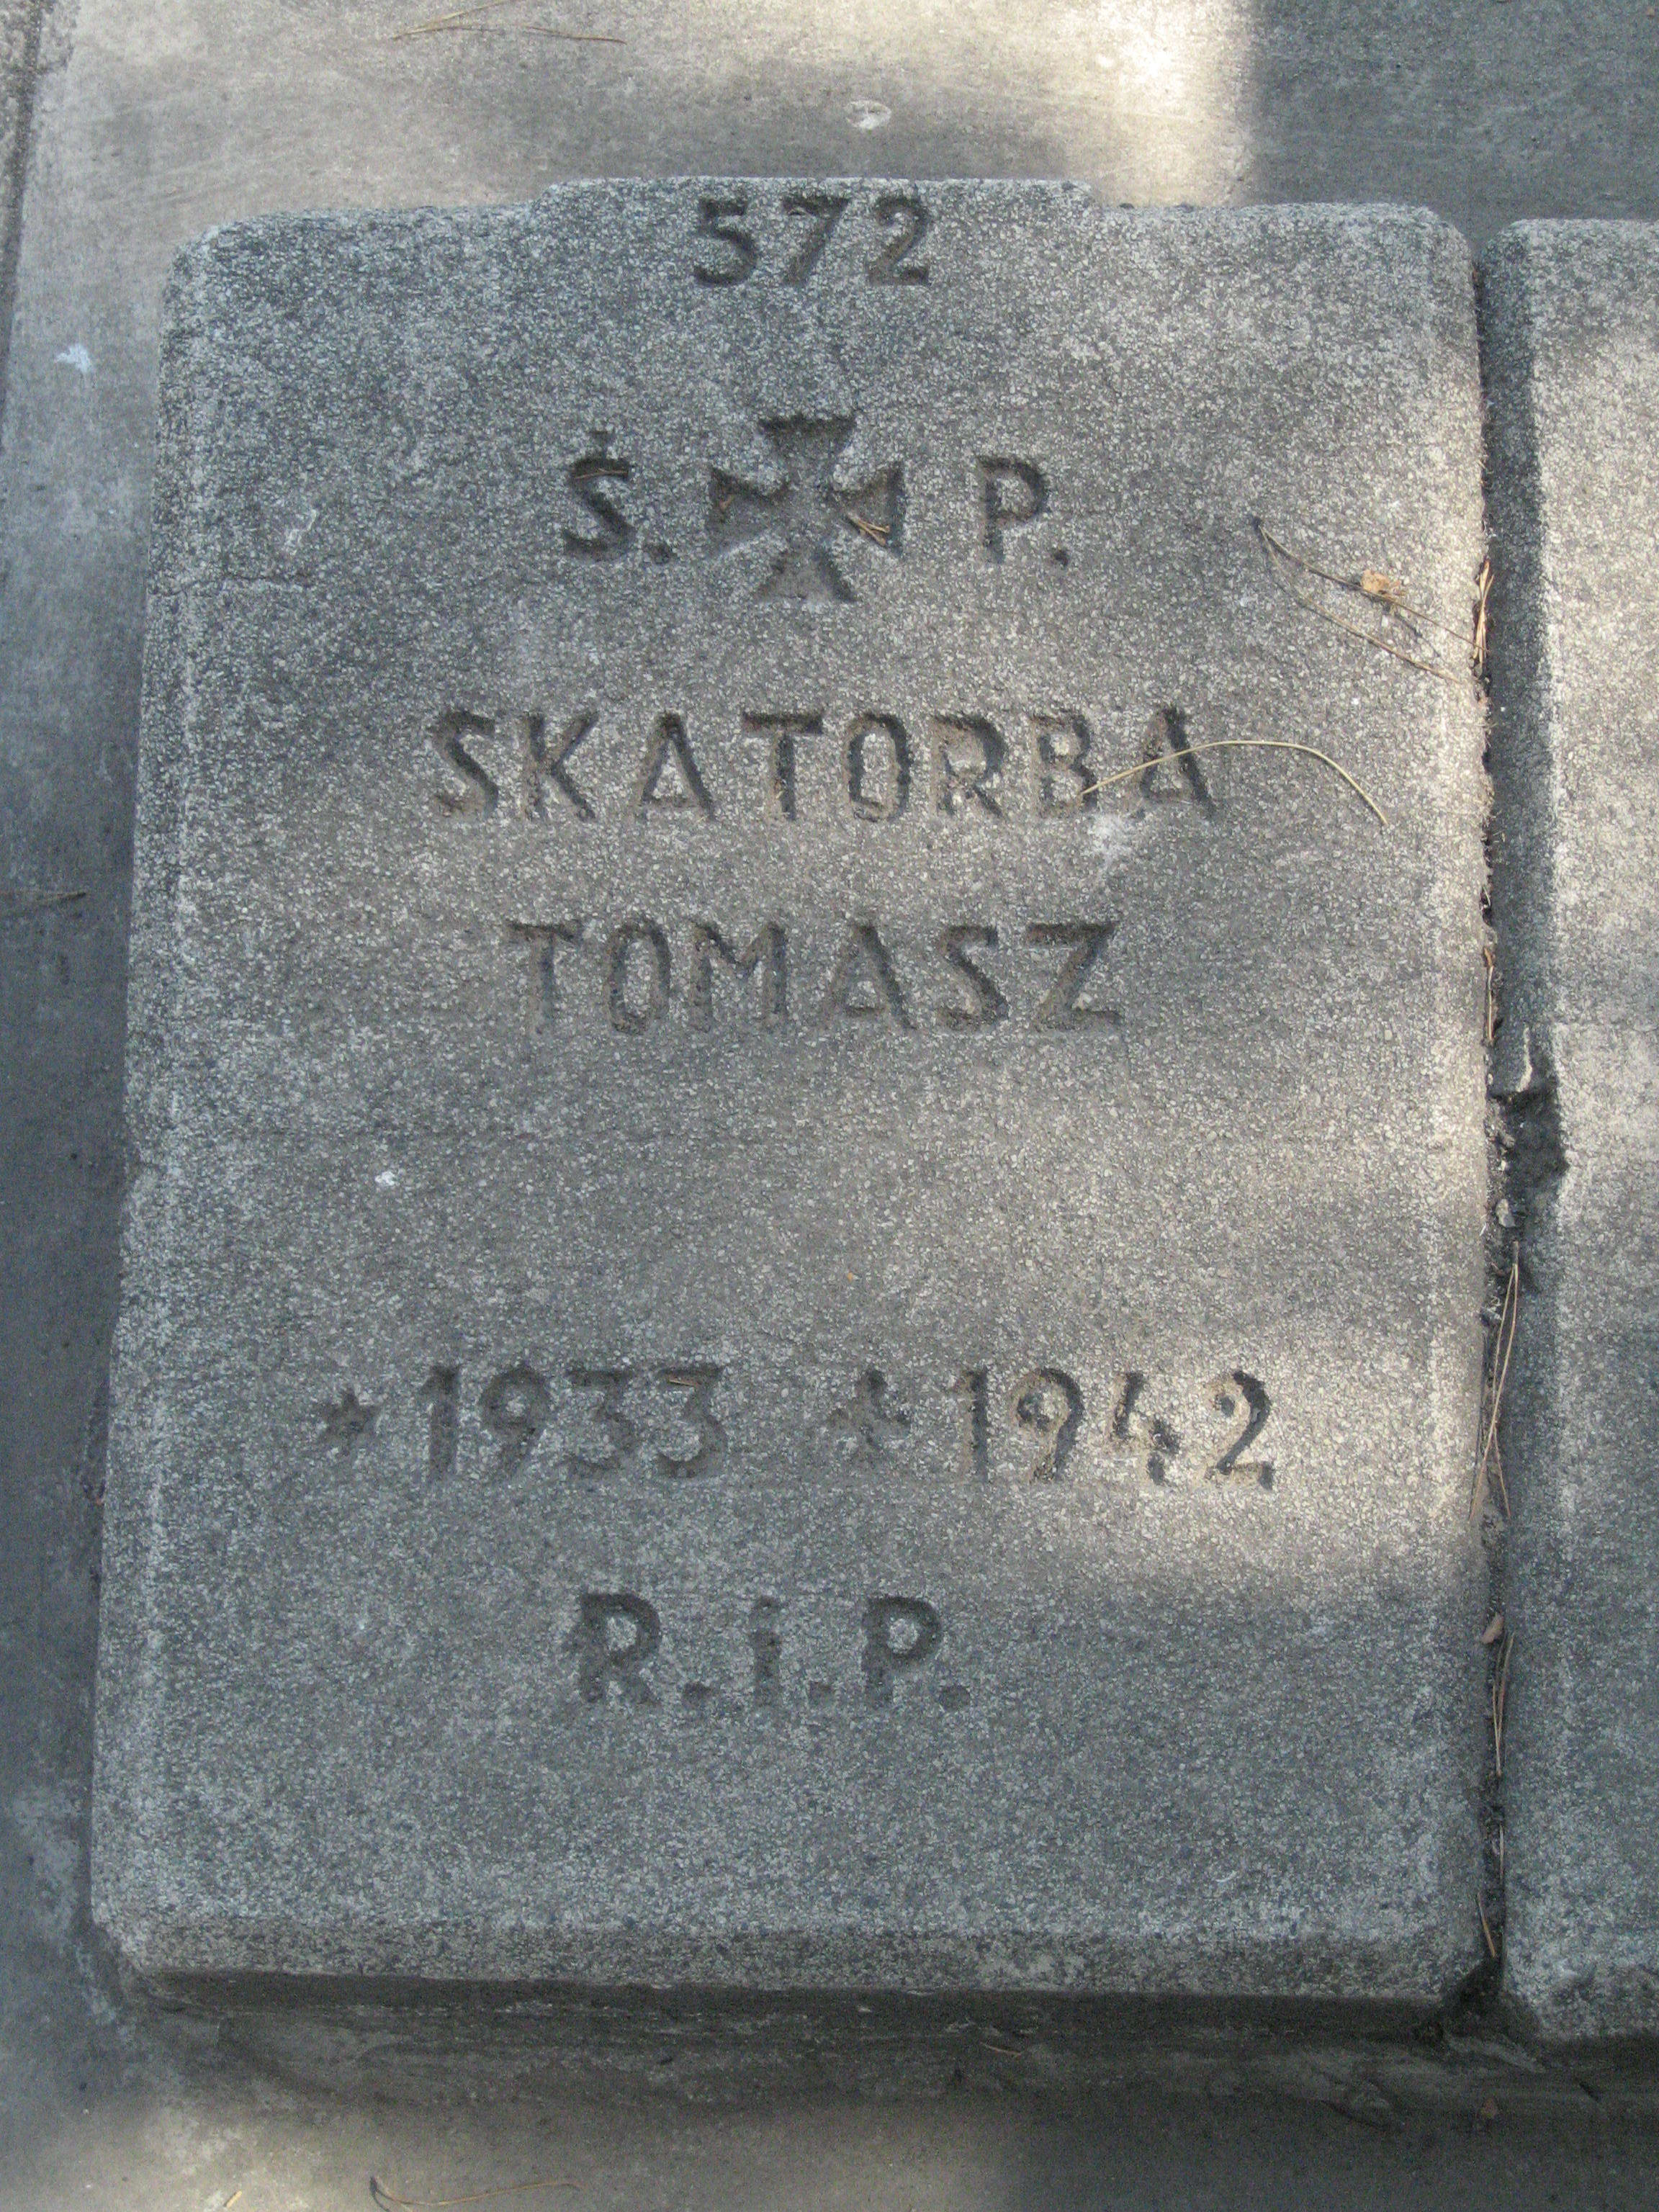 572
Ś. P.
SKATORBA
TOMASZ
* 1933 + 1942
R.i.P.